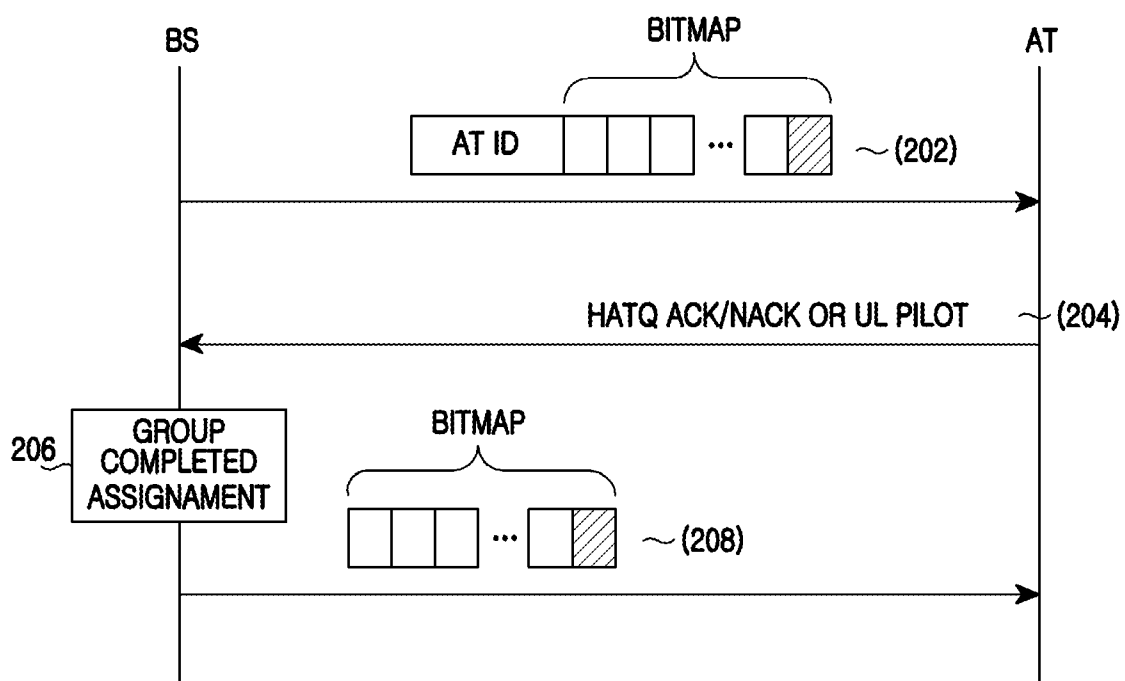 BS
BITMAP
AT
AT ID
...
(202)
HATQ ACK/NACK OR UL PILOT
(204)
206
GROUP
COMPLETED
ASSIGNAMENT
BITMAP
...
(208)